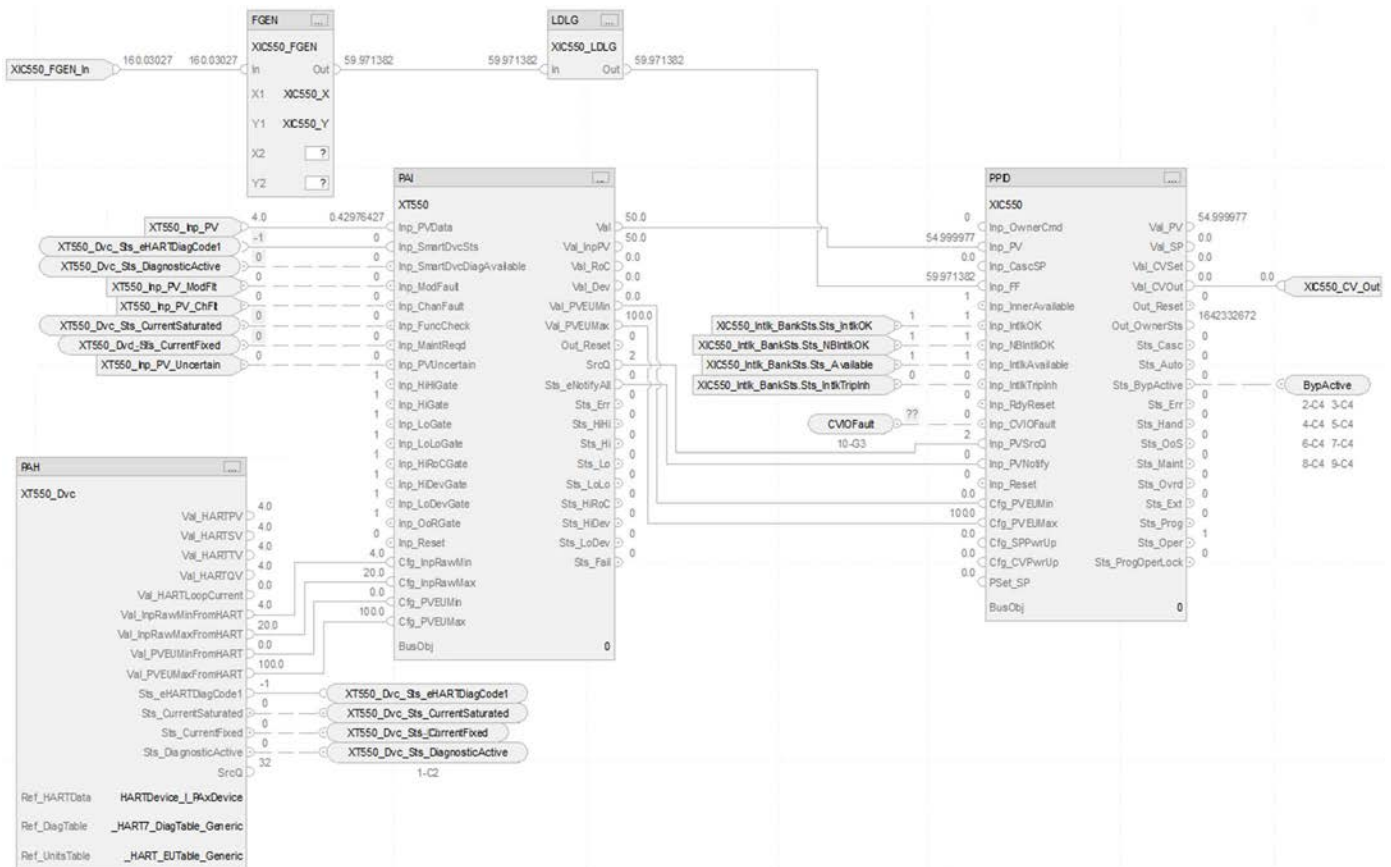 FGEN ...
XIC550_FGEN
XIC550_FGEN_In 160.03027 160.03027 In Out 59.971382
X1 XIC550_X
Y1 XIC550_Y
X2 ?
Y2 ?
LDLG ...
XIC550_LDLG
59.971382 In Out 59.971382
PAI ...
XT550
XT550_Inp_PV 4.0 0.42976427 Inp_PVData Val 50.0
XT550_Dvc_Sts_eHARTDiagCode1 -1 0 Inp_SmartDvcSts Val_InpPV 50.0
XT550_Dvc_Sts_DiagnosticActive 0 0 Inp_SmartDvcDiagAvailable Val_RoC 0.0
XT550_Inp_PV_ModFlt 0 0 Inp_ModFault Val_Dev 0.0
XT550_Inp_PV_ChFlt 0 0 Inp_ChanFault Val_PVEUMin 0.0
XT550_Dvc_Sts_CurrentSaturated 0 0 Inp_FuncCheck Val_PVEUMax 100.0
XT550_Dvc_Sts_CurrentFixed 0 0 Inp_MaintReqd Out_Reset 0
XT550_Inp_PV_Uncertain 0 0 Inp_PVUncertain SrcQ 2
1 Inp_HiHiGate Sts_eNotifyAll 0
1 Inp_HiGate Sts_Err 0
1 Inp_LoGate Sts_HiHi 0
1 Inp_LoLoGate Sts_Hi 0
1 Inp_HiRoCGate Sts_Lo 0
1 Inp_HiDevGate Sts_LoLo 0
1 Inp_LoDevGate Sts_HiRoC 0
1 Inp_OoRGate Sts_HiDev 0
0 Inp_Reset Sts_LoDev 0
4.0 Cfg_InpRawMin Sts_Fail 0
20.0 Cfg_InpRawMax
0.0 Cfg_PVEUMin
100.0 Cfg_PVEUMax
BusObj 0
PPID ...
XIC550
0 Inp_OwnerCmd Val_PV 54.999977
54.999977 Inp_PV Val_SP 0.0
0.0 Inp_CascSP Val_CVSet 0.0
59.971382 Inp_FF Val_CVOut 0.0 0.0 XIC550_CV_Out
1 Inp_InnerAvailable Out_Reset 0
XIC550_Intlk_BankSts.Sts_IntlkOK 1 1 Inp_IntlkOK Out_OwnerSts 1642332672
XIC550_Intlk_BankSts.Sts_NBIntlkOK 1 1 Inp_NBIntlkOK Sts_Casc 0
XIC550_Intlk_BankSts.Sts_Available 1 1 Inp_IntlkAvailable Sts_Auto 0
XIC550_Intlk_BankSts.Sts_IntlkTripInh 0 0 Inp_IntlkTripInh Sts_BypActive 0 BypActive
0 Inp_RdyReset Sts_Err 0 2-C4 3-C4
CVIOFault ?? 0 Inp_CVIOFault Sts_Hand 0 4-C4 5-C4
10-G3 2 Inp_PVSrcQ Sts_OoS 0 6-C4 7-C4
0 Inp_PVNotify Sts_Maint 0 8-C4 9-C4
0 Inp_Reset Sts_Ovrd 0
0.0 Cfg_PVEUMin Sts_Ext 0
100.0 Cfg_PVEUMax Sts_Prog 0
0.0 Cfg_SPPwrUp Sts_Oper 1
0.0 Cfg_CVPwrUp Sts_ProgOperLock 0
0.0 PSet_SP
BusObj 0
PAH ...
XT550_Dvc
Val_HARTPV 4.0
Val_HARTSV 4.0
Val_HARTTV 4.0
Val_HARTQV 4.0
Val_HARTLoopCurrent 0.0
Val_InpRawMinFromHART 4.0
Val_InpRawMaxFromHART 20.0
Val_PVEUMinFromHART 0.0
Val_PVEUMaxFromHART 100.0
Sts_eHARTDiagCode1 -1 XT550_Dvc_Sts_eHARTDiagCode1
Sts_CurrentSaturated 0 XT550_Dvc_Sts_CurrentSaturated
Sts_CurrentFixed 0 XT550_Dvc_Sts_CurrentFixed
Sts_DiagnosticActive 0 XT550_Dvc_Sts_DiagnosticActive
SrcQ 32 1-C2
Ref_HARTData HARTDevice_I_PAxDevice
Ref_DiagTable _HART7_DiagTable_Generic
Ref_UnitsTable _HART_EUTable_Generic